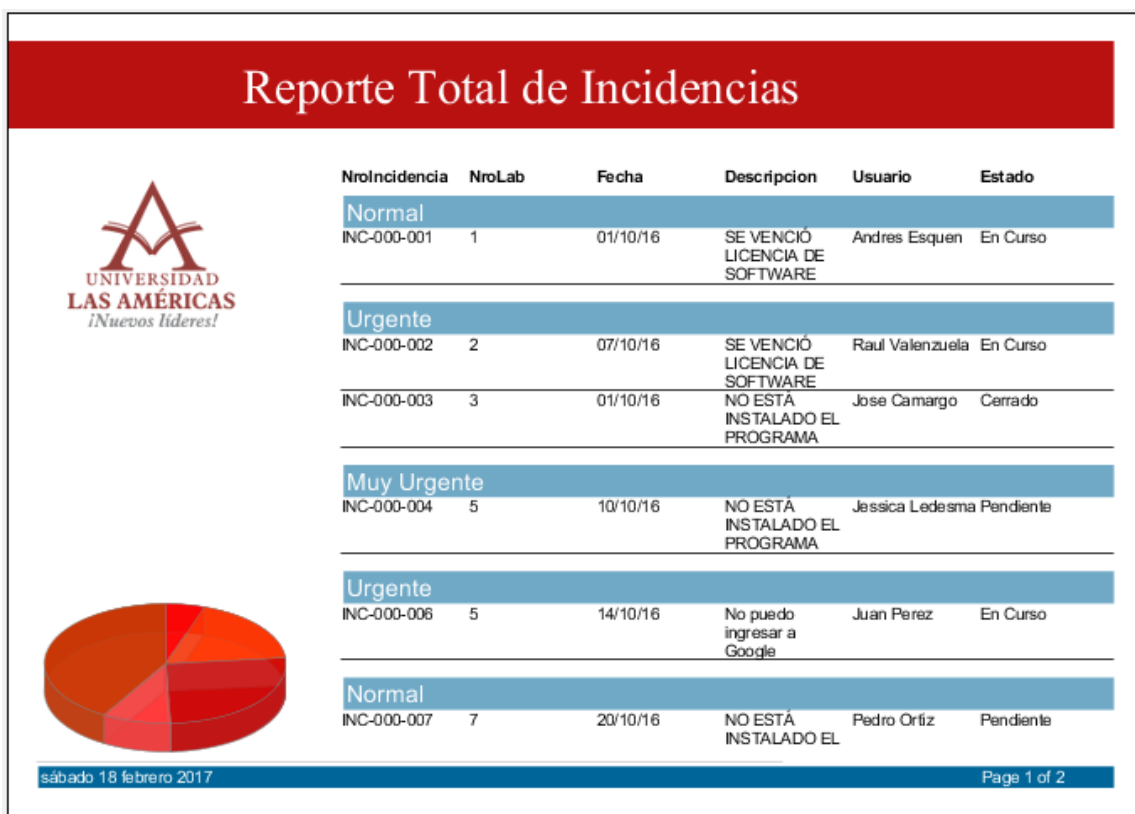 Reporte Total de Incidencias
UNIVERSIDAD
LAS AMÉRICAS
¡Nuevos líderes!
NroIncidencia NroLab Fecha Descripcion Usuario Estado
Normal
INC-000-001 1 01/10/16 SE VENCIÓ Andres Esquen En Curso
LICENCIA DE
SOFTWARE
Urgente
INC-000-002 2 07/10/16 SE VENCIÓ Raul Valenzuela En Curso
LICENCIA DE
SOFTWARE
INC-000-003 3 01/10/16 NO ESTÁ Jose Camargo Cerrado
INSTALADO EL
PROGRAMA
Muy Urgente
INC-000-004 5 10/10/16 NO ESTÁ Jessica Ledesma Pendiente
INSTALADO EL
PROGRAMA
Urgente
INC-000-006 5 14/10/16 No puedo Juan Perez En Curso
ingresar a
Google
Normal
INC-000-007 7 20/10/16 NO ESTÁ Pedro Ortiz Pendiente
INSTALADO EL
sábado 18 febrero 2017 Page 1 of 2